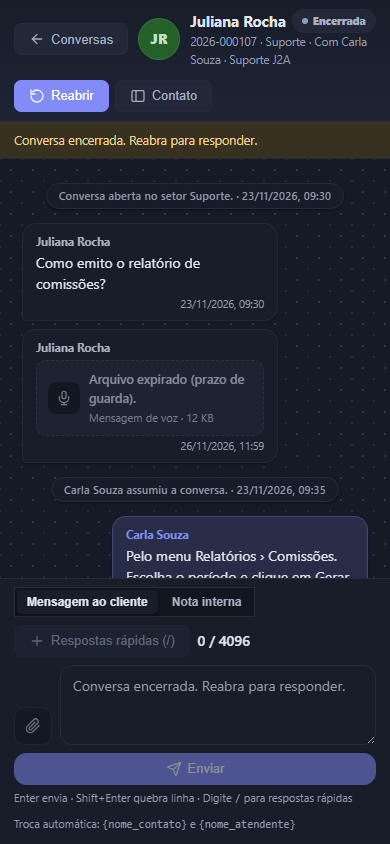 ← Conversas
JR
Juliana Rocha
Encerrada
2026-000107 · Suporte · Com Carla
Souza · Suporte J2A
Reabrir
Contato
Conversa encerrada. Reabra para responder.
Conversa aberta no setor Suporte. · 23/11/2026, 09:30
Juliana Rocha
Como emito o relatório de
comissões?
23/11/2026, 09:30
Juliana Rocha
Arquivo expirado (prazo de
guarda).
Mensagem de voz · 12 KB
26/11/2026, 11:59
Carla Souza assumiu a conversa. · 23/11/2026, 09:35
Carla Souza
Pelo menu Relatórios › Comissões.
Escolha o período e clique em Gerar
Mensagem ao cliente
Nota interna
+ Respostas rápidas (/)
0 / 4096
Conversa encerrada. Reabra para responder.
Enviar
Enter envia · Shift+Enter quebra linha · Digite / para respostas rápidas
Troca automática: {nome_contato} e {nome_atendente}